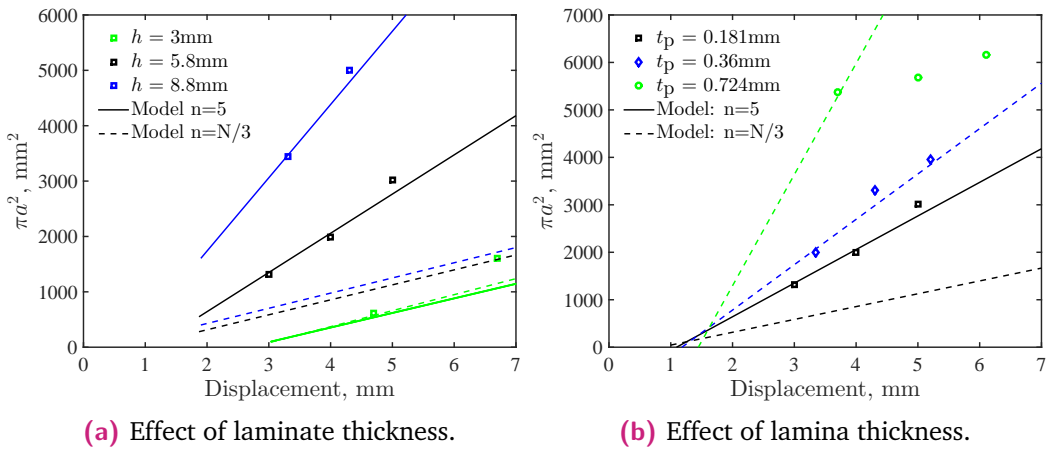 6000
5000
4000
3000
2000
1000
0
πa², mm²
h = 3mm
h = 5.8mm
h = 8.8mm
Model n=5
Model n=N/3
0 1 2 3 4 5 6 7
Displacement, mm
(a) Effect of laminate thickness.
7000
6000
5000
4000
3000
2000
1000
0
πa², mm²
tp = 0.181mm
tp = 0.36mm
tp = 0.724mm
Model: n=5
Model: n=N/3
0 1 2 3 4 5 6 7
Displacement, mm
(b) Effect of lamina thickness.